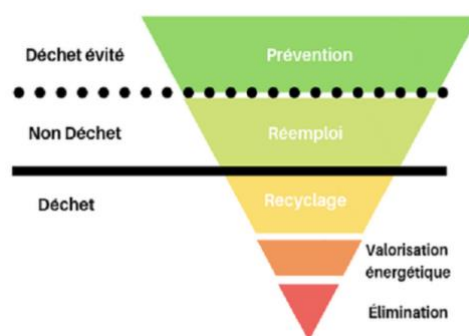 Déchet évité
Prévention
Non Déchet
Réemploi
Déchet
Recyclage
Valorisation
énergétique
Élimination